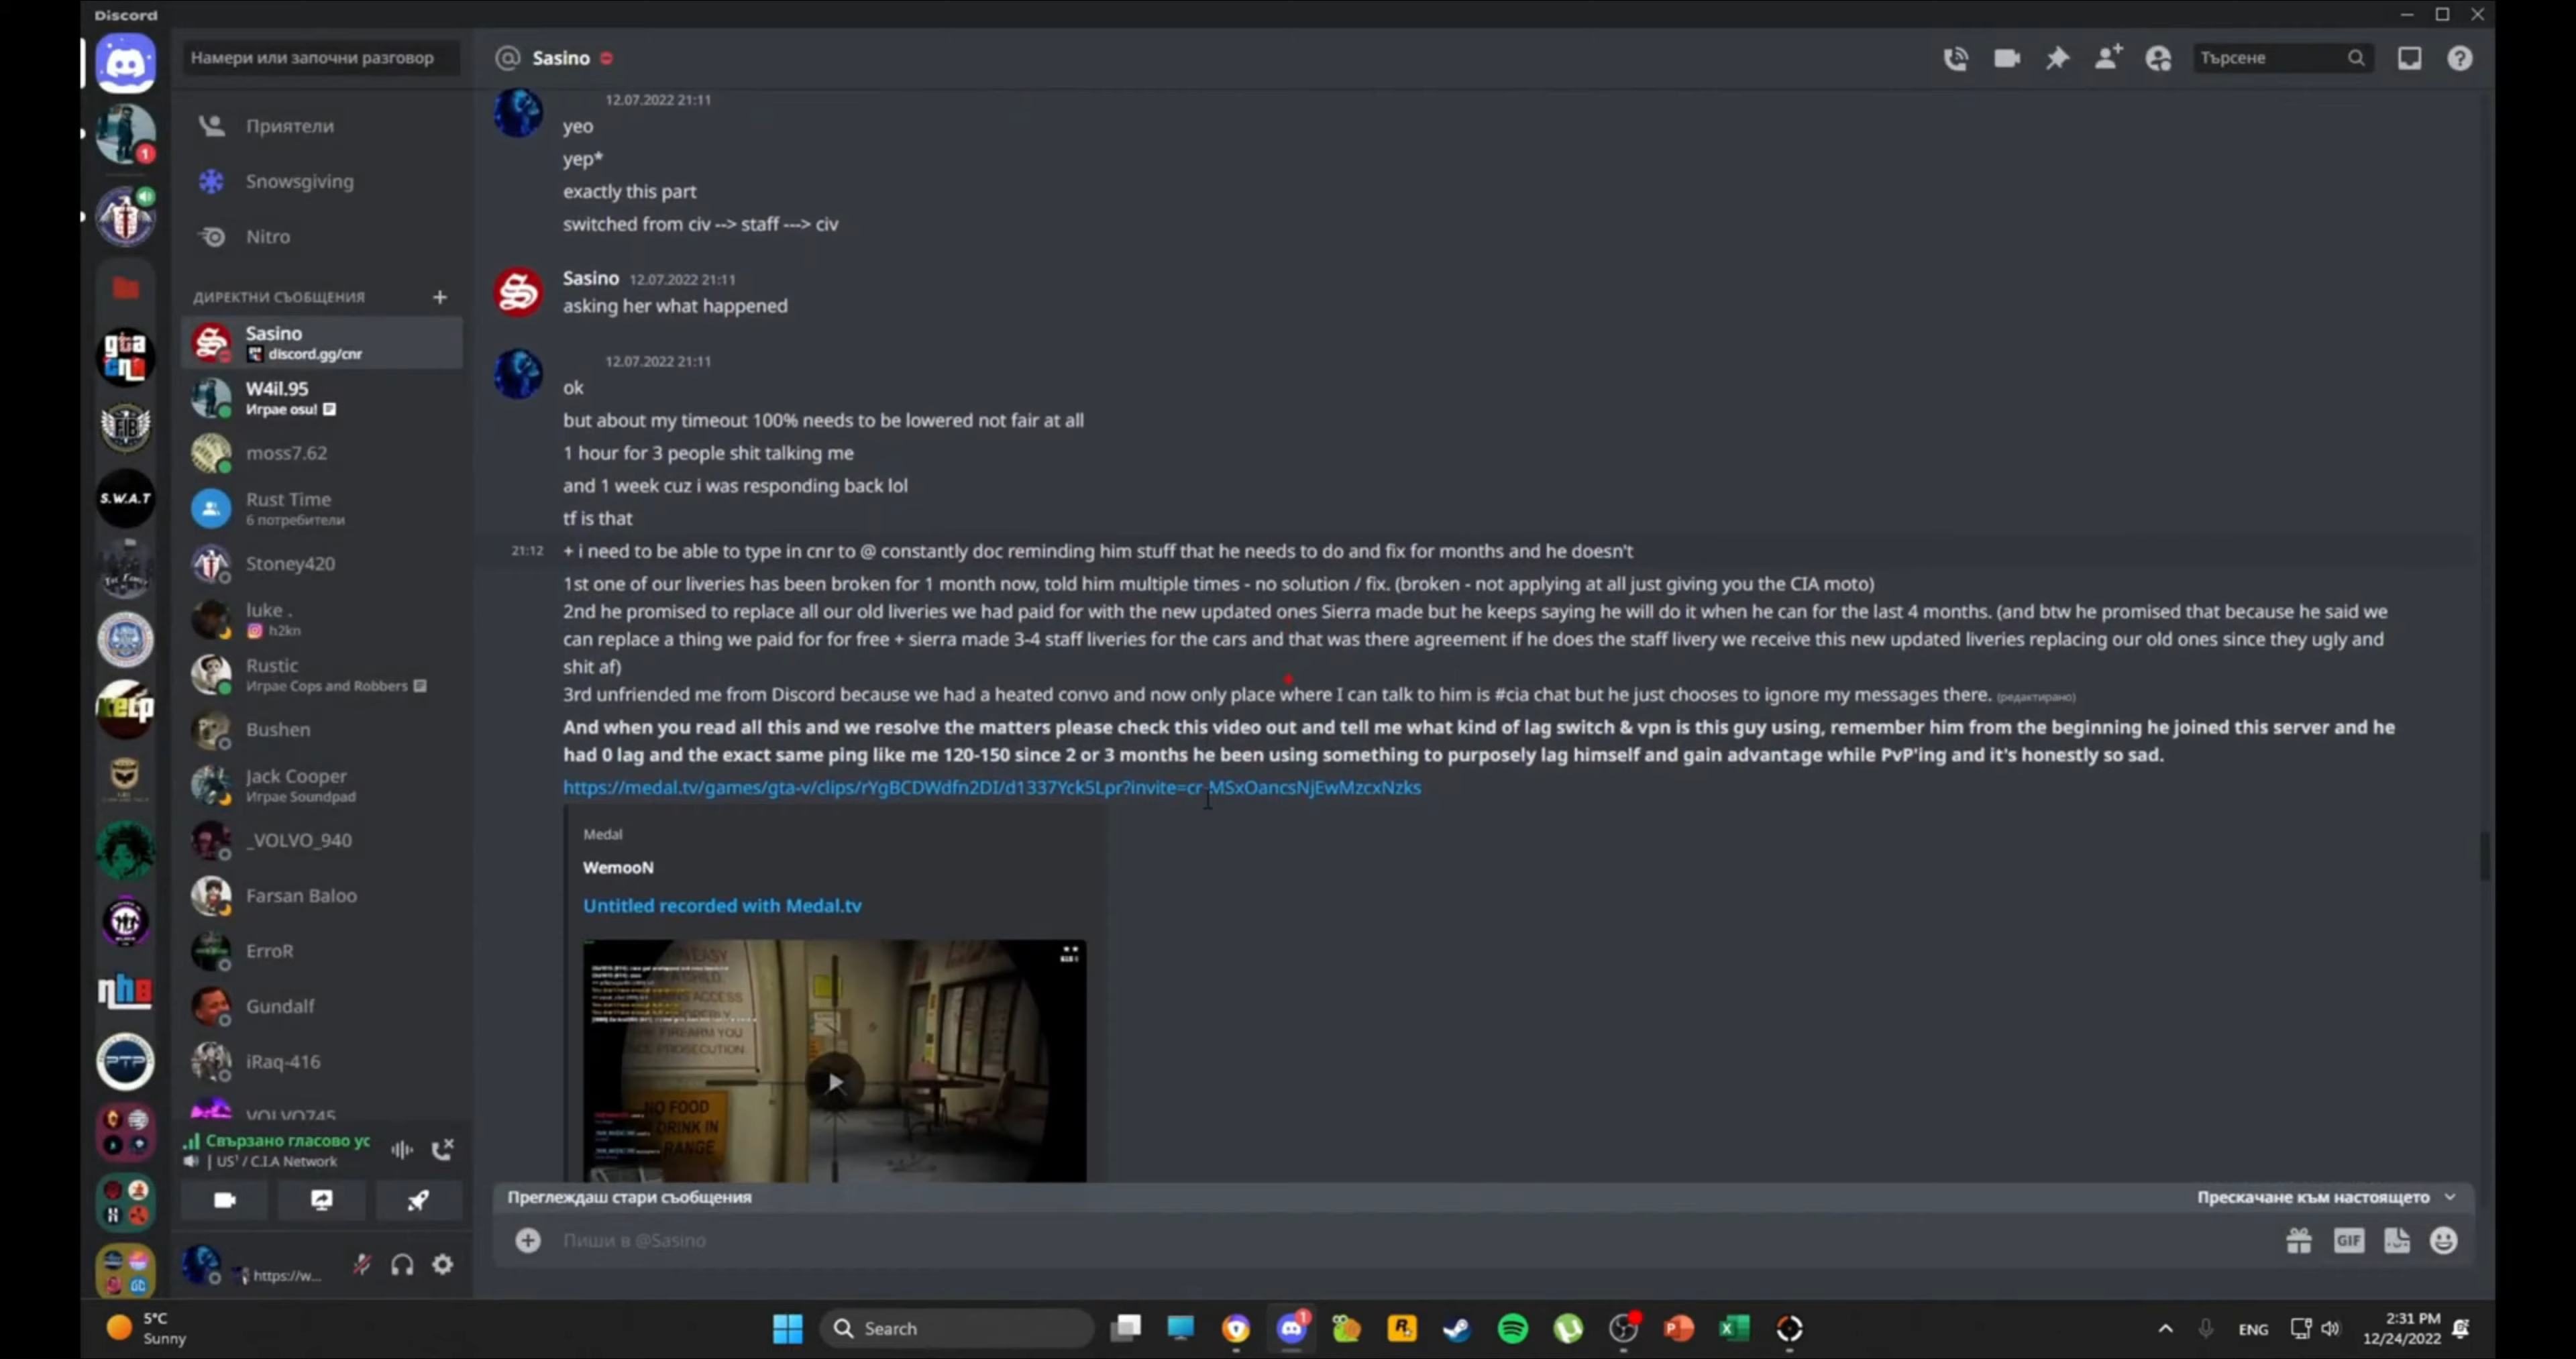 Discord
Намери или започни разговор
Sasino
Търсене
Приятели
Snowsgiving
Nitro
ДИРЕКТНИ СЪОБЩЕНИЯ
Sasino
discord.gg/cnr
W4il.95
Играе osu!
moss7.62
Rust Time
6 потребители
Stoney420
luke .
h2kn
Rustic
Играе Cops and Robbers
Bushen
Jack Cooper
Играе Soundpad
_VOLVO_940
Farsan Baloo
ErroR
Gundalf
iRaq-416
VOLVO745
Свързано гласово ус
| US¹ / C.I.A Network
https://w...
1
gta
FIB
S.W.A.T
nhb
PTP
GC
12.07.2022 21:11
yeo
yep*
exactly this part
switched from civ --> staff ---> civ
Sasino 12.07.2022 21:11
asking her what happened
12.07.2022 21:11
ok
but about my timeout 100% needs to be lowered not fair at all
1 hour for 3 people shit talking me
and 1 week cuz i was responding back lol
tf is that
21:12 + i need to be able to type in cnr to @ constantly doc reminding him stuff that he needs to do and fix for months and he doesn't
1st one of our liveries has been broken for 1 month now, told him multiple times - no solution / fix. (broken - not applying at all just giving you the CIA moto)
2nd he promised to replace all our old liveries we had paid for with the new updated ones Sierra made but he keeps saying he will do it when he can for the last 4 months. (and btw he promised that because he said we
can replace a thing we paid for for free + sierra made 3-4 staff liveries for the cars and that was there agreement if he does the staff livery we receive this new updated liveries replacing our old ones since they ugly and
shit af)
3rd unfriended me from Discord because we had a heated convo and now only place where I can talk to him is #cia chat but he just chooses to ignore my messages there. (редактирано)
And when you read all this and we resolve the matters please check this video out and tell me what kind of lag switch & vpn is this guy using, remember him from the beginning he joined this server and he
had 0 lag and the exact same ping like me 120-150 since 2 or 3 months he been using something to purposely lag himself and gain advantage while PvP'ing and it's honestly so sad.
https://medal.tv/games/gta-v/clips/rYgBCDWdfn2DI/d1337Yck5Lpr?invite=cr-MSxOancsNjEwMzcxNzks
Medal
WemooN
Untitled recorded with Medal.tv
NO FOOD
DRINK IN
RANGE
Преглеждаш стари съобщения
Прескачане към настоящето
Пиши в @Sasino
GIF
5°C
Sunny
Search
1
ENG
2:31 PM
12/24/2022